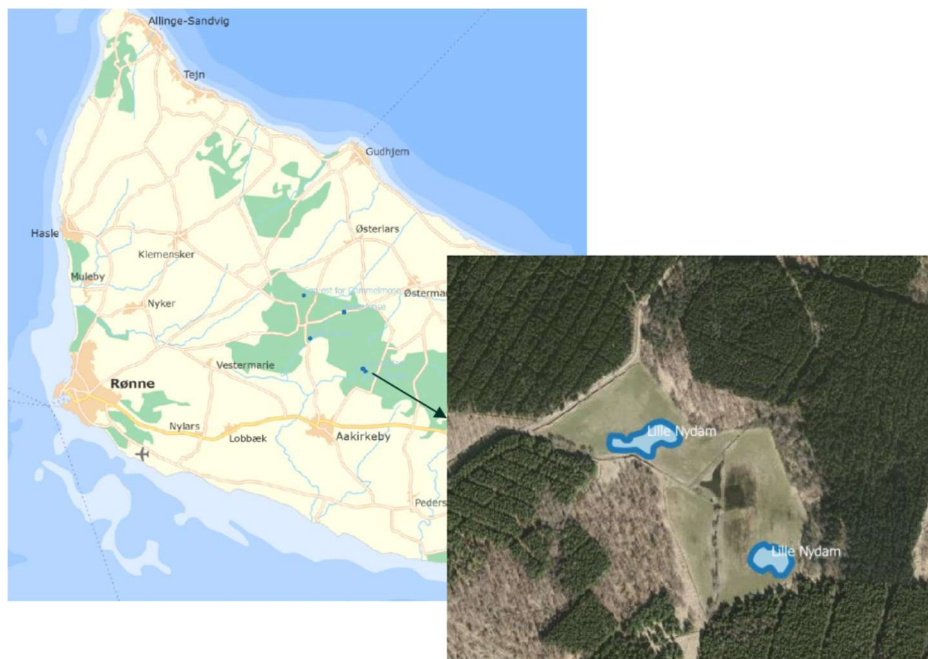 Allinge-Sandvig
Tejn
Gudhjem
Hasle
Østerlars
Klemensker
Muleby
Østerma
Nyker
Vestermarie
Rønne
Nylars
Lobbæk
Aakirkeby
Peders
Lille Nydam
Lille Nydam